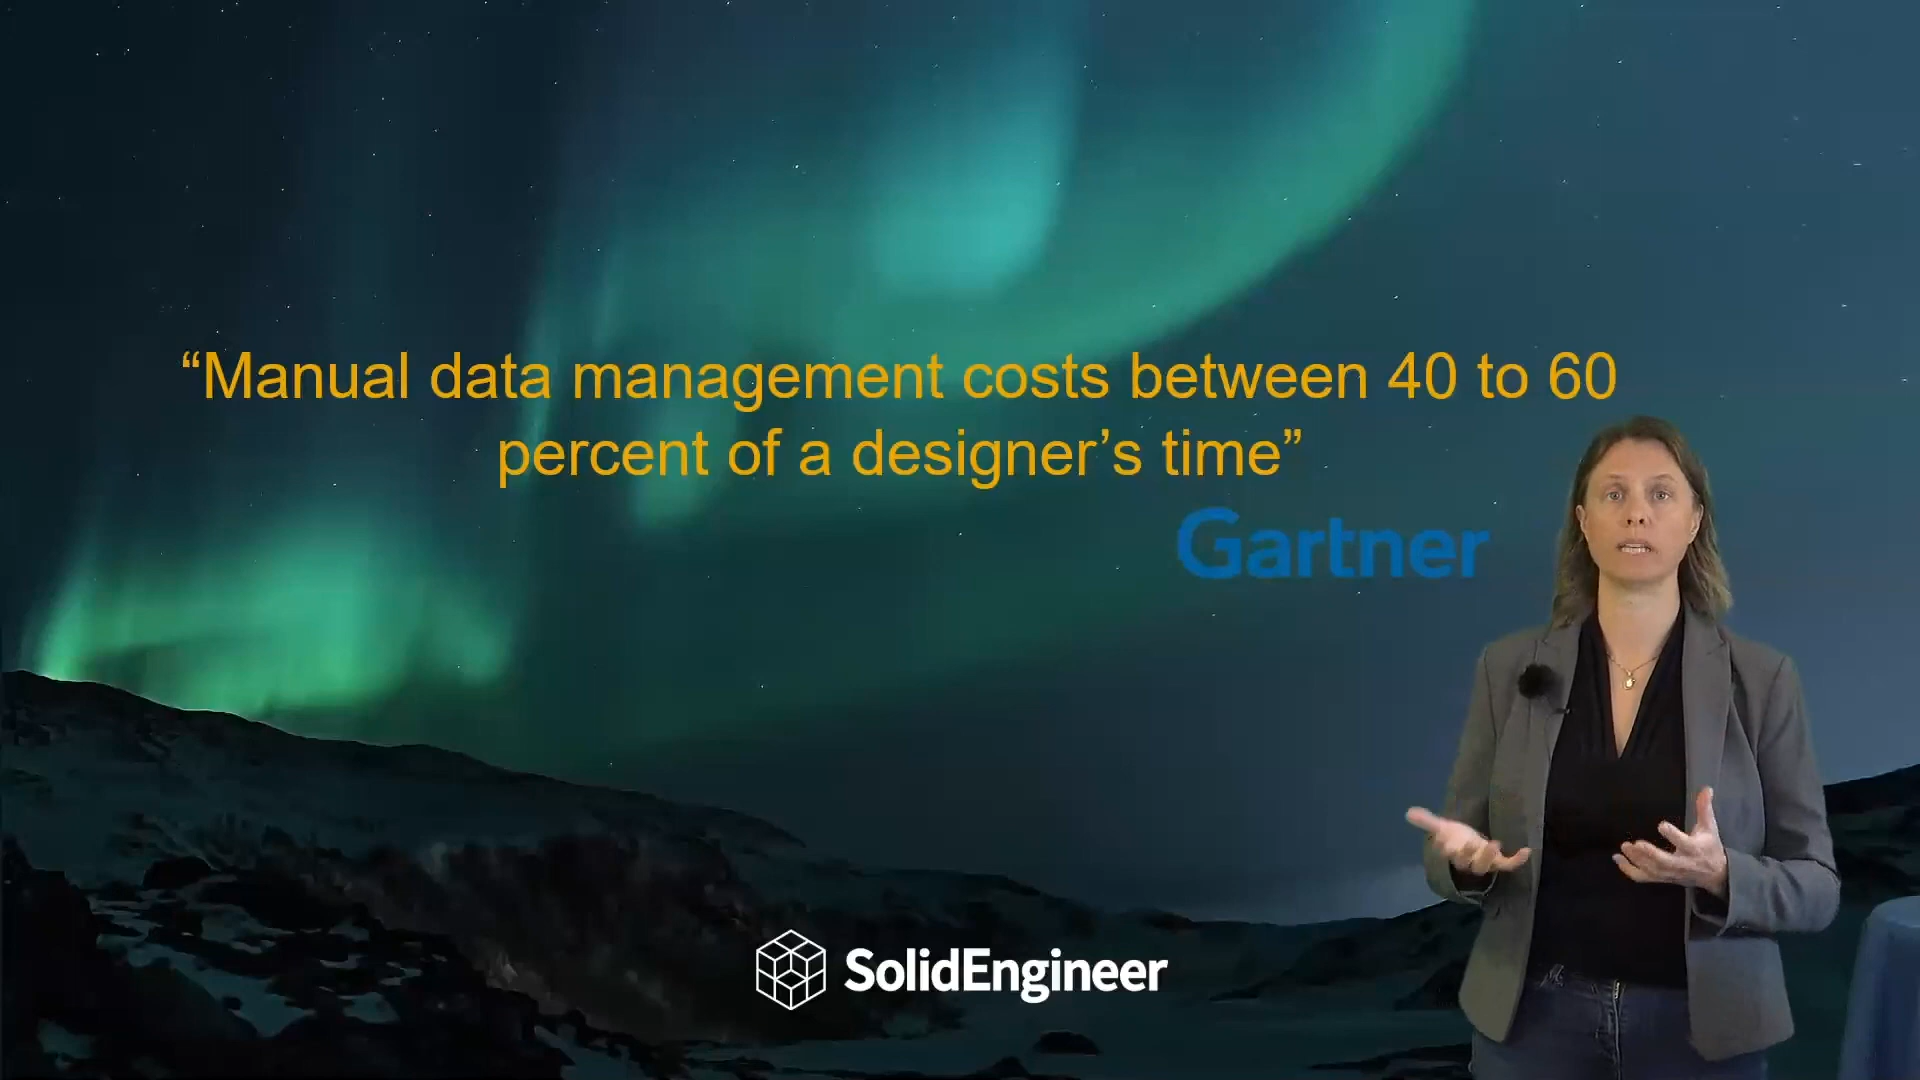 “Manual data management costs between 40 to 60
percent of a designer’s time”
Gartner
SolidEngineer